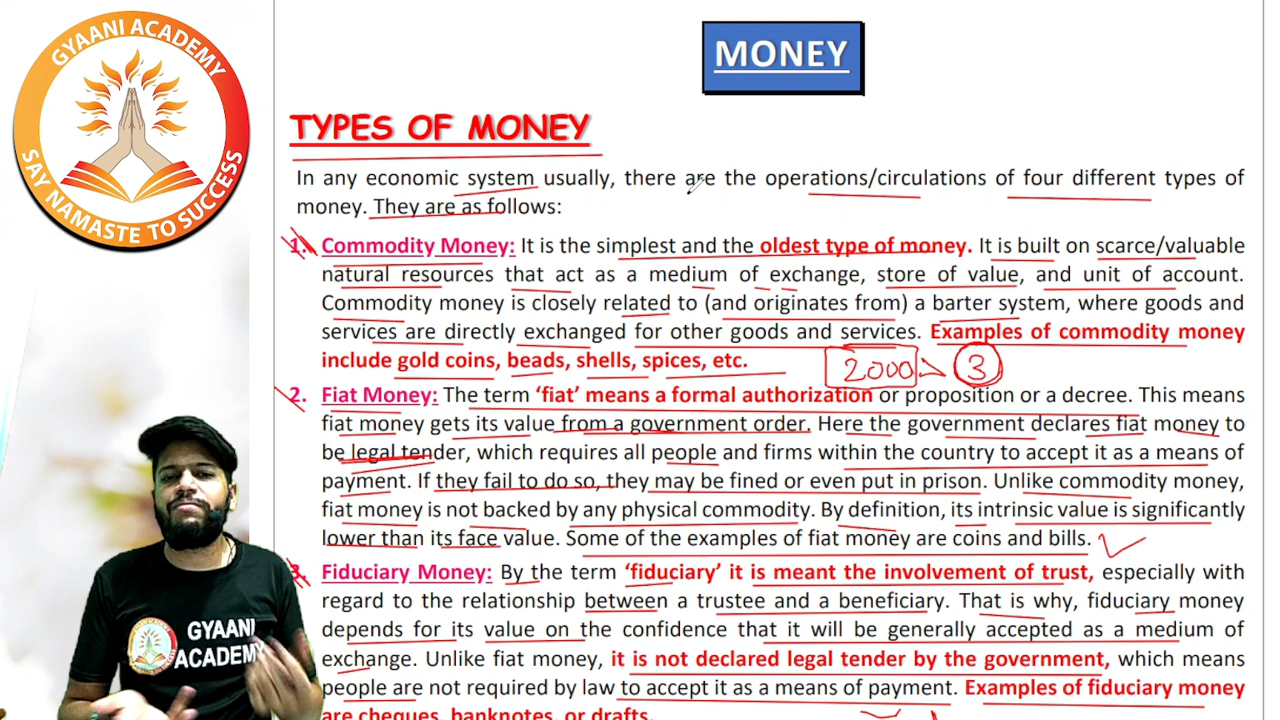 GYAANI ACADEMY
SAY NAMASTE TO SUCCESS
MONEY
TYPES OF MONEY
In any economic system usually, there are the operations/circulations of four different types of
money. They are as follows:
1. Commodity Money: It is the simplest and the oldest type of money. It is built on scarce/valuable
natural resources that act as a medium of exchange, store of value, and unit of account.
Commodity money is closely related to (and originates from) a barter system, where goods and
services are directly exchanged for other goods and services. Examples of commodity money
include gold coins, beads, shells, spices, etc.
2000 3
2. Fiat Money: The term ‘fiat’ means a formal authorization or proposition or a decree. This means
fiat money gets its value from a government order. Here the government declares fiat money to
be legal tender, which requires all people and firms within the country to accept it as a means of
payment. If they fail to do so, they may be fined or even put in prison. Unlike commodity money,
fiat money is not backed by any physical commodity. By definition, its intrinsic value is significantly
lower than its face value. Some of the examples of fiat money are coins and bills.
3. Fiduciary Money: By the term ‘fiduciary’ it is meant the involvement of trust, especially with
regard to the relationship between a trustee and a beneficiary. That is why, fiduciary money
depends for its value on the confidence that it will be generally accepted as a medium of
exchange. Unlike fiat money, it is not declared legal tender by the government, which means
people are not required by law to accept it as a means of payment. Examples of fiduciary money
are cheques, banknotes, or drafts.
GYAANI
ACADEMY